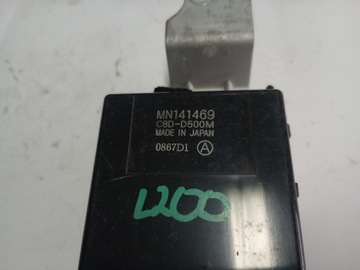 MN141469
C8D-D500M
MADE IN JAPAN
0867D1 A
L200